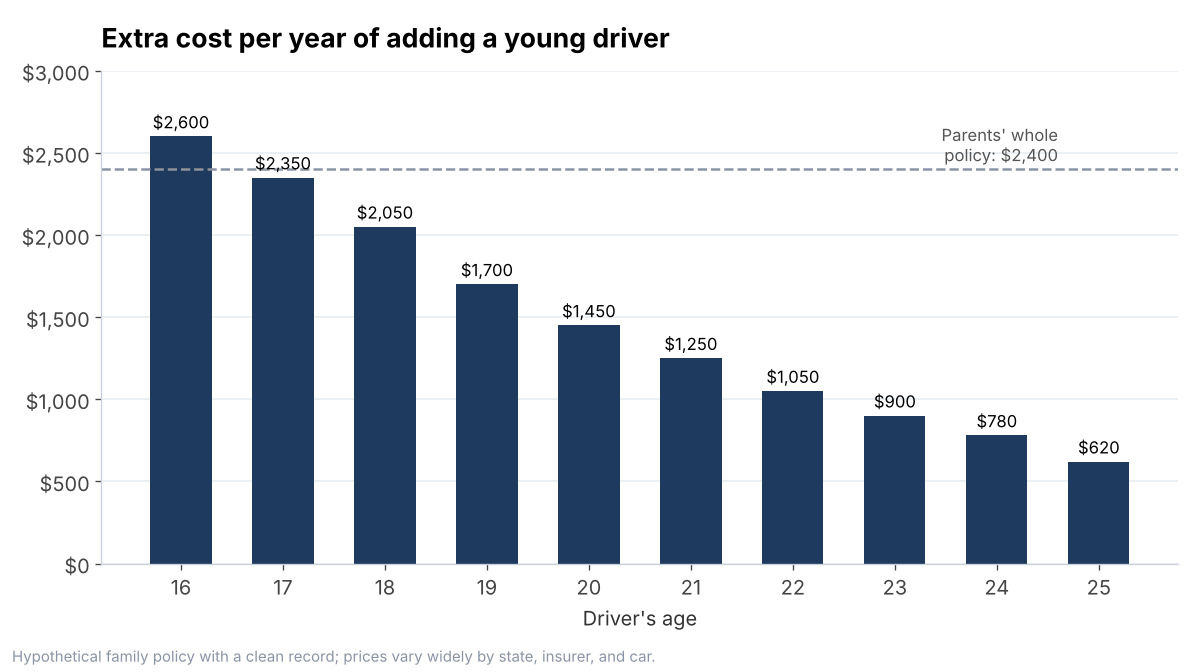 Extra cost per year of adding a young driver
$3,000
$2,500
$2,000
$1,500
$1,000
$500
$0
$2,600
$2,350
$2,050
$1,700
$1,450
$1,250
$1,050
$900
$780
$620
Parents' whole
policy: $2,400
16 17 18 19 20 21 22 23 24 25
Driver's age
Hypothetical family policy with a clean record; prices vary widely by state, insurer, and car.